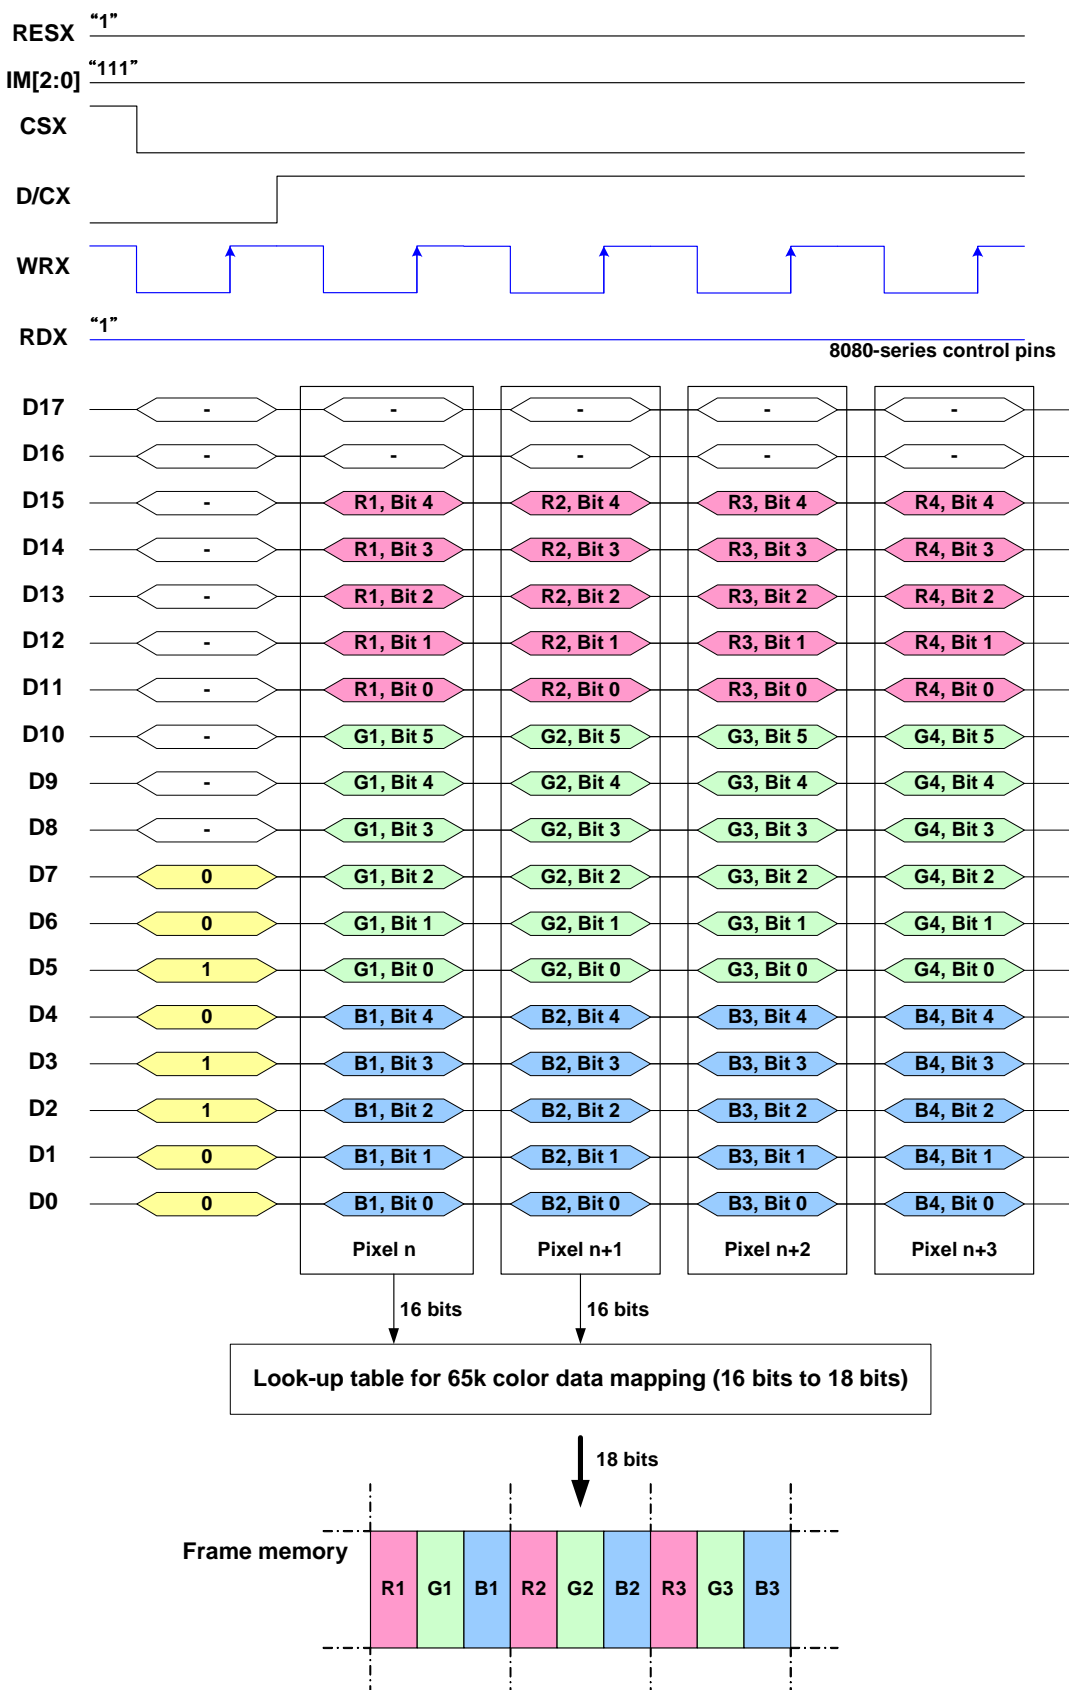 RESX “1”
IM[2:0] “111”
CSX
D/CX
WRX
RDX “1”
8080-series control pins
D17 - - - - -
D16 - - - - -
D15 - R1, Bit 4 R2, Bit 4 R3, Bit 4 R4, Bit 4
D14 - R1, Bit 3 R2, Bit 3 R3, Bit 3 R4, Bit 3
D13 - R1, Bit 2 R2, Bit 2 R3, Bit 2 R4, Bit 2
D12 - R1, Bit 1 R2, Bit 1 R3, Bit 1 R4, Bit 1
D11 - R1, Bit 0 R2, Bit 0 R3, Bit 0 R4, Bit 0
D10 - G1, Bit 5 G2, Bit 5 G3, Bit 5 G4, Bit 5
D9 - G1, Bit 4 G2, Bit 4 G3, Bit 4 G4, Bit 4
D8 - G1, Bit 3 G2, Bit 3 G3, Bit 3 G4, Bit 3
D7 0 G1, Bit 2 G2, Bit 2 G3, Bit 2 G4, Bit 2
D6 0 G1, Bit 1 G2, Bit 1 G3, Bit 1 G4, Bit 1
D5 1 G1, Bit 0 G2, Bit 0 G3, Bit 0 G4, Bit 0
D4 0 B1, Bit 4 B2, Bit 4 B3, Bit 4 B4, Bit 4
D3 1 B1, Bit 3 B2, Bit 3 B3, Bit 3 B4, Bit 3
D2 1 B1, Bit 2 B2, Bit 2 B3, Bit 2 B4, Bit 2
D1 0 B1, Bit 1 B2, Bit 1 B3, Bit 1 B4, Bit 1
D0 0 B1, Bit 0 B2, Bit 0 B3, Bit 0 B4, Bit 0
Pixel n Pixel n+1 Pixel n+2 Pixel n+3
16 bits 16 bits
Look-up table for 65k color data mapping (16 bits to 18 bits)
18 bits
Frame memory
R1 G1 B1 R2 G2 B2 R3 G3 B3